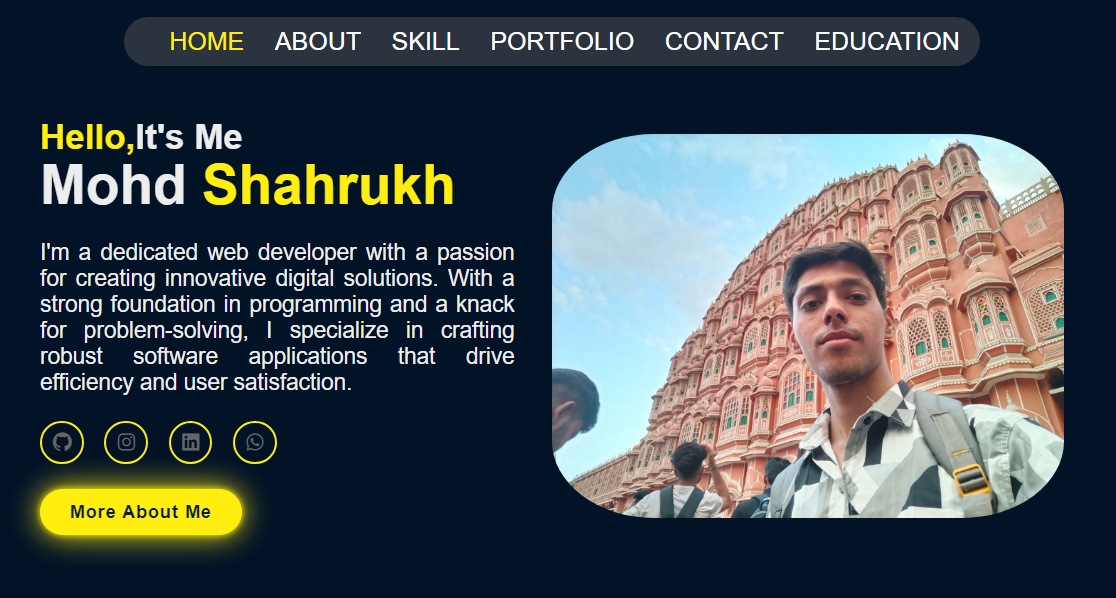 HOME ABOUT SKILL PORTFOLIO CONTACT EDUCATION
Hello,It's Me
Mohd Shahrukh
I'm a dedicated web developer with a passion
for creating innovative digital solutions. With a
strong foundation in programming and a knack
for problem-solving, I specialize in crafting
robust software applications that drive
efficiency and user satisfaction.
More About Me